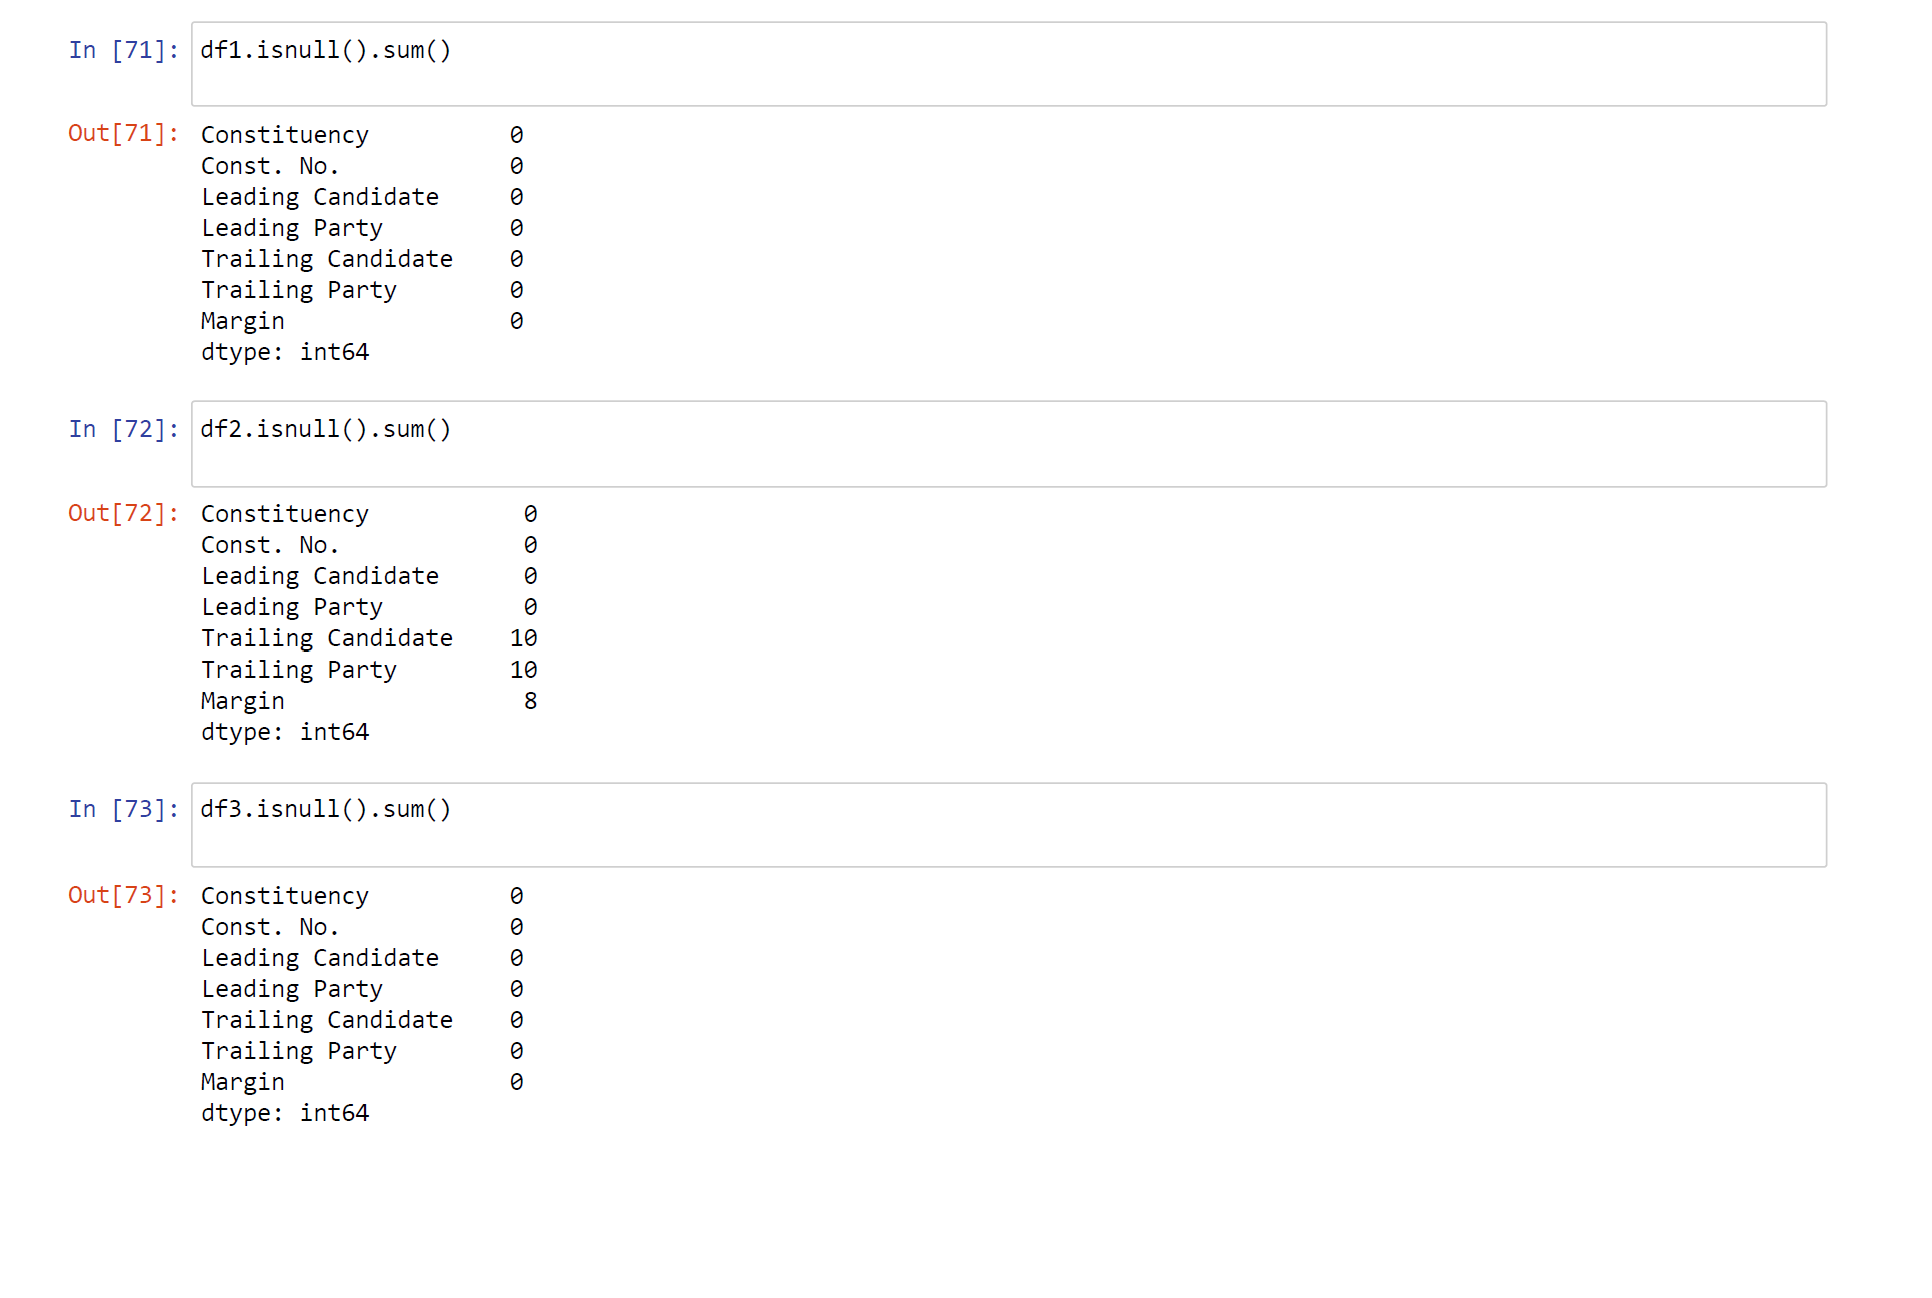 In [71]: df1.isnull().sum()
Out[71]: Constituency 0
Const. No. 0
Leading Candidate 0
Leading Party 0
Trailing Candidate 0
Trailing Party 0
Margin 0
dtype: int64
In [72]: df2.isnull().sum()
Out[72]: Constituency 0
Const. No. 0
Leading Candidate 0
Leading Party 0
Trailing Candidate 10
Trailing Party 10
Margin 8
dtype: int64
In [73]: df3.isnull().sum()
Out[73]: Constituency 0
Const. No. 0
Leading Candidate 0
Leading Party 0
Trailing Candidate 0
Trailing Party 0
Margin 0
dtype: int64